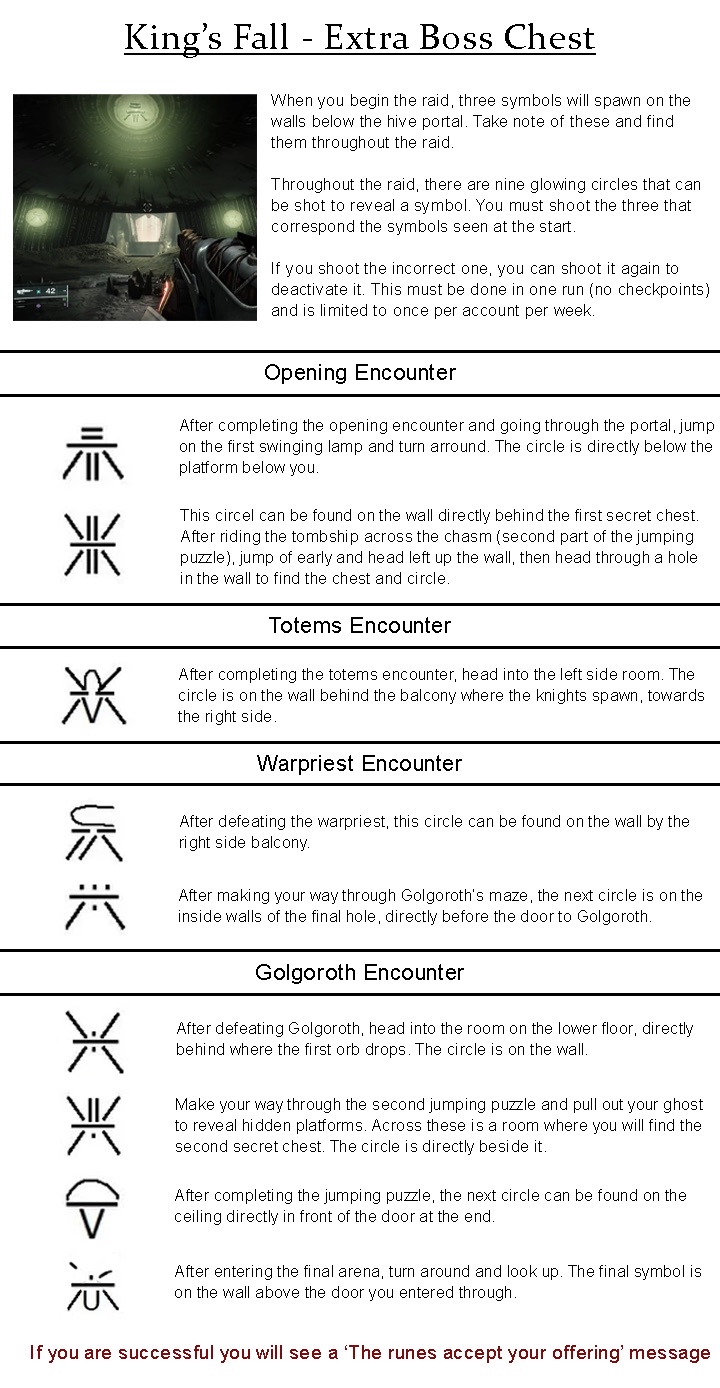 King's Fall - Extra Boss Chest
When you begin the raid, three symbols will spawn on the
walls below the hive portal. Take note of these and find
them throughout the raid.
Throughout the raid, there are nine glowing circles that can
be shot to reveal a symbol. You must shoot the three that
correspond the symbols seen at the start.
If you shoot the incorrect one, you can shoot it again to
deactivate it. This must be done in one run (no checkpoints)
and is limited to once per account per week.
42
Opening Encounter
After completing the opening encounter and going through the portal, jump
on the first swinging lamp and turn arround. The circle is directly below the
platform below you.
This circel can be found on the wall directly behind the first secret chest.
After riding the tombship across the chasm (second part of the jumping
puzzle), jump of early and head left up the wall, then head through a hole
in the wall to find the chest and circle.
Totems Encounter
After completing the totems encounter, head into the left side room. The
circle is on the wall behind the balcony where the knights spawn, towards
the right side.
Warpriest Encounter
After defeating the warpriest, this circle can be found on the wall by the
right side balcony.
After making your way through Golgoroth's maze, the next circle is on the
inside walls of the final hole, directly before the door to Golgoroth.
Golgoroth Encounter
After defeating Golgoroth, head into the room on the lower floor, directly
behind where the first orb drops. The circle is on the wall.
Make your way through the second jumping puzzle and pull out your ghost
to reveal hidden platforms. Across these is a room where you will find the
second secret chest. The circle is directly beside it.
After completing the jumping puzzle, the next circle can be found on the
ceiling directly in front of the door at the end.
After entering the final arena, turn around and look up. The final symbol is
on the wall above the door you entered through.
If you are successful you will see a 'The runes accept your offering' message